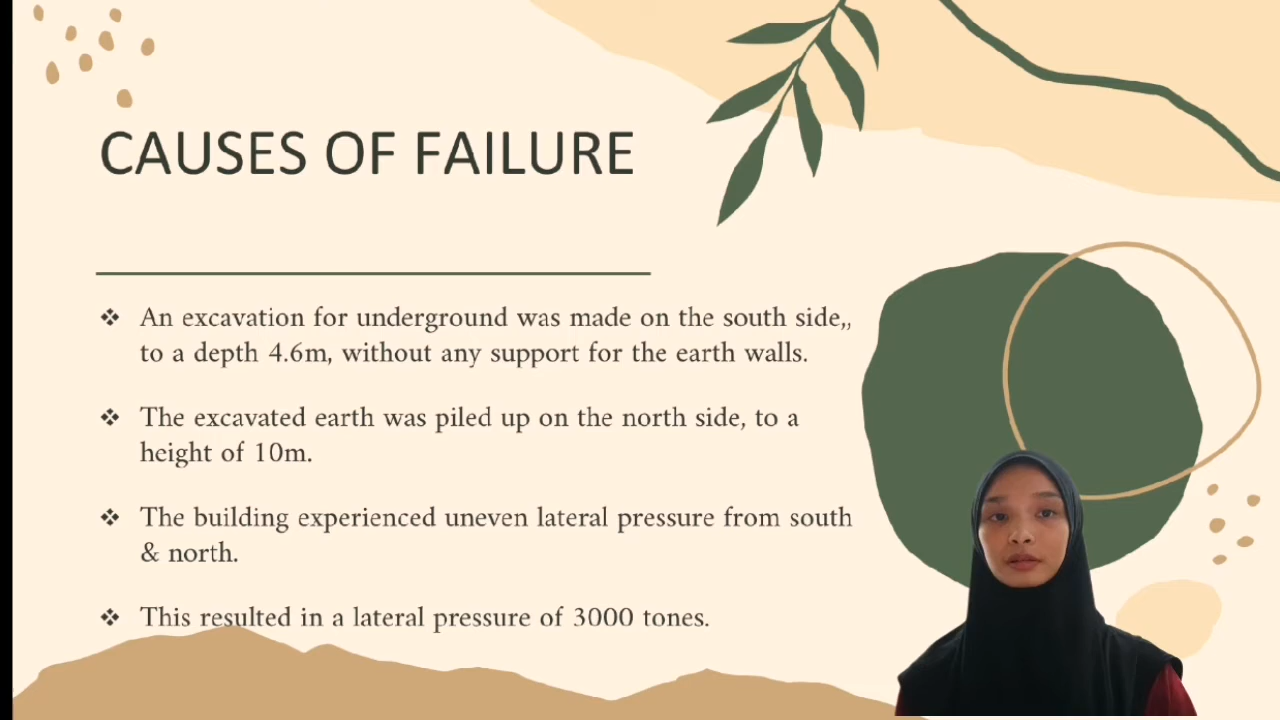 CAUSES OF FAILURE
❖ An excavation for underground was made on the south side,,
to a depth 4.6m, without any support for the earth walls.
❖ The excavated earth was piled up on the north side, to a
height of 10m.
❖ The building experienced uneven lateral pressure from south
& north.
❖ This resulted in a lateral pressure of 3000 tones.